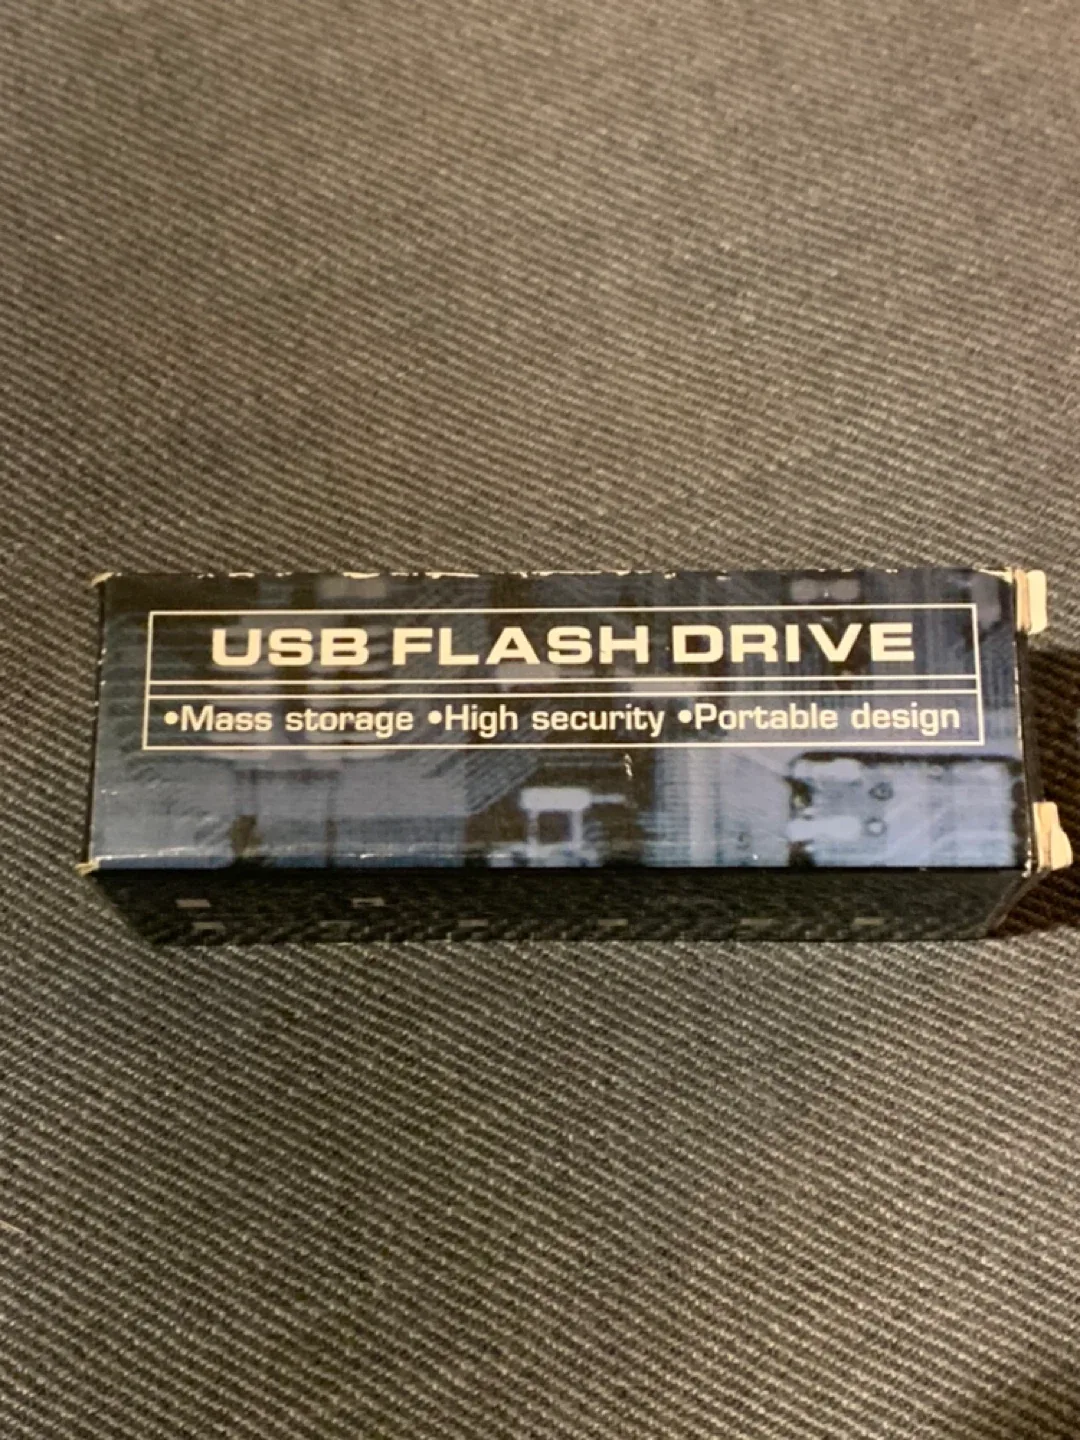 USB FLASH DRIVE
•Mass storage •High security •Portable design